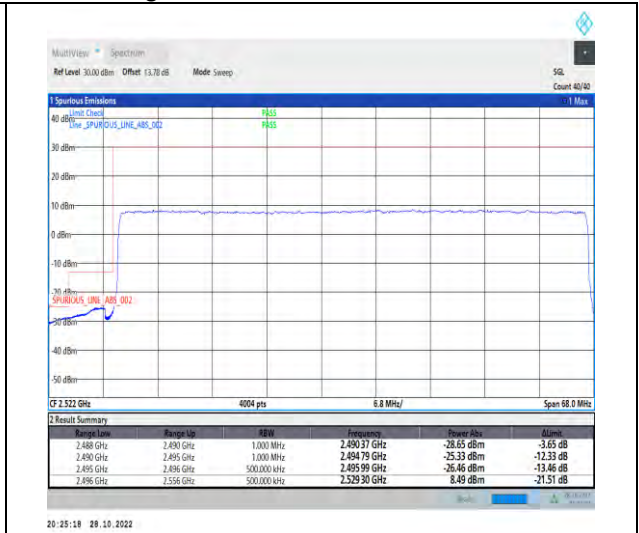 MultiView Spectrum
Ref Level 30.00 dBm Offset 13.78 dB Mode Sweep SGL
Count 40/40
1 Spurious Emissions 1 Max
40 dBm Limit Check PASS
Line _SPURIOUS_LINE_ABS_002 PASS
30 dBm
20 dBm
10 dBm
0 dBm
-10 dBm
-20 dBm
SPURIOUS_LINE_ABS_002
-30 dBm
-40 dBm
-50 dBm
CF 2.522 GHz 4004 pts 6.8 MHz/ Span 68.0 MHz
2 Result Summary
Range Low Range Up RBW Frequency Power Abs ΔLimit
2.488 GHz 2.490 GHz 1.000 MHz 2.490 37 GHz -28.65 dBm -3.65 dB
2.490 GHz 2.495 GHz 1.000 MHz 2.494 79 GHz -25.33 dBm -12.33 dB
2.495 GHz 2.496 GHz 500.000 kHz 2.495 99 GHz -26.46 dBm -13.46 dB
2.496 GHz 2.556 GHz 500.000 kHz 2.529 30 GHz 8.49 dBm -21.51 dB
20:25:18 28.10.2022